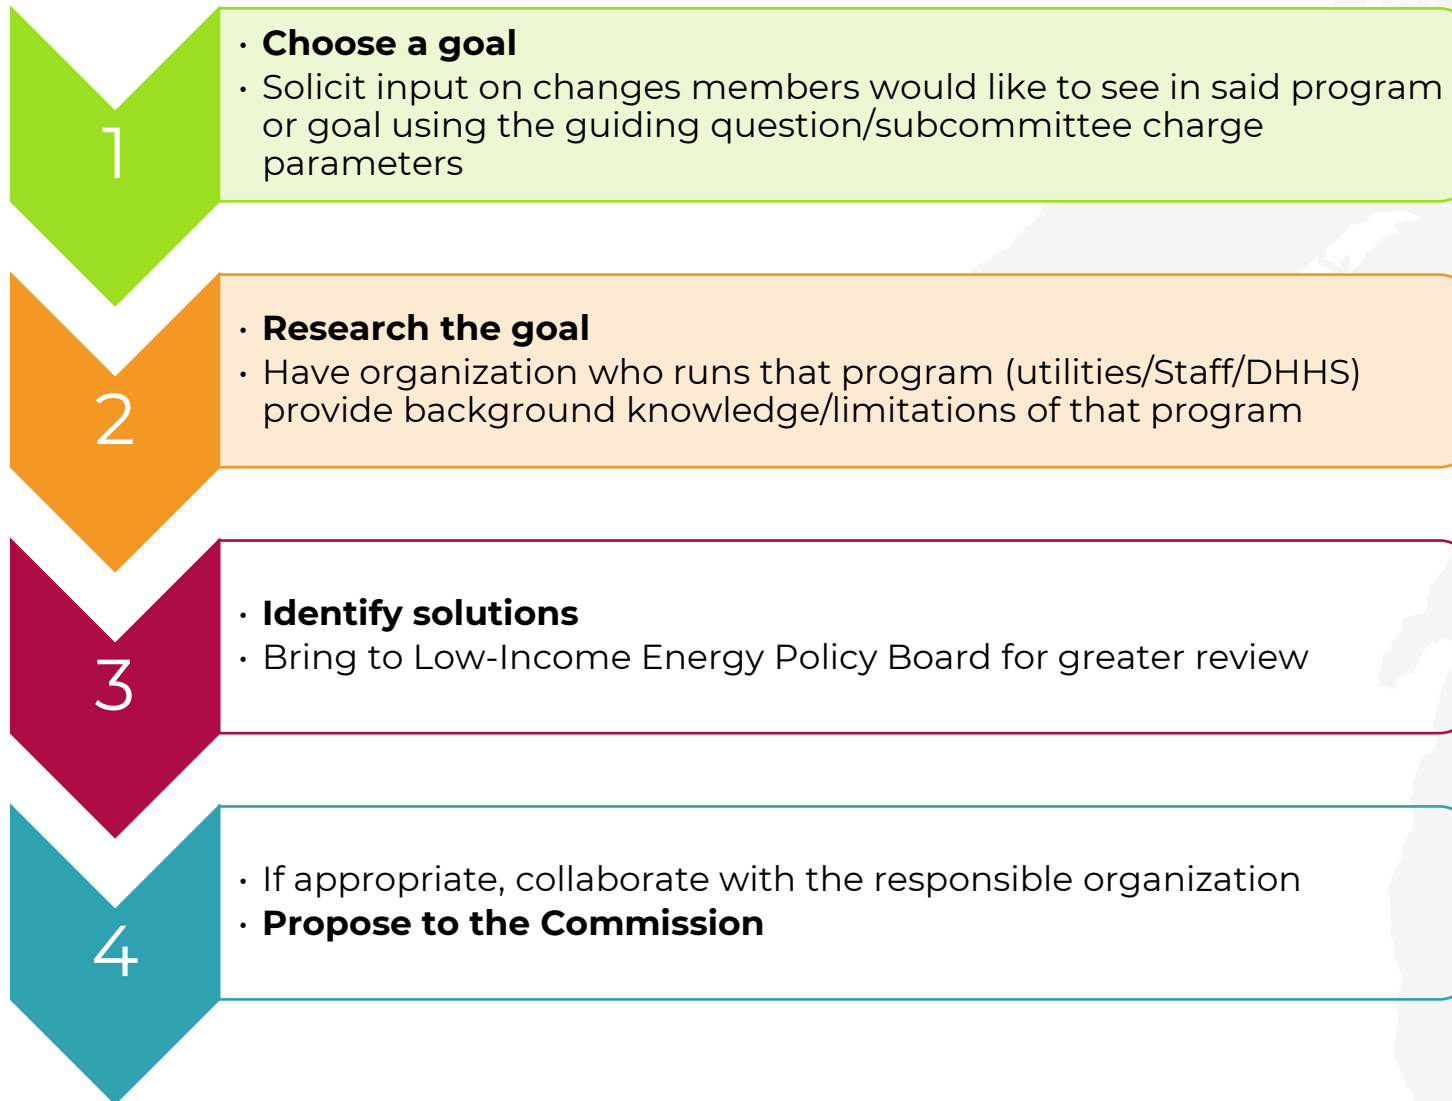 1
· Choose a goal
· Solicit input on changes members would like to see in said program
or goal using the guiding question/subcommittee charge
parameters
2
· Research the goal
· Have organization who runs that program (utilities/Staff/DHHS)
provide background knowledge/limitations of that program
3
· Identify solutions
· Bring to Low-Income Energy Policy Board for greater review
4
· If appropriate, collaborate with the responsible organization
· Propose to the Commission